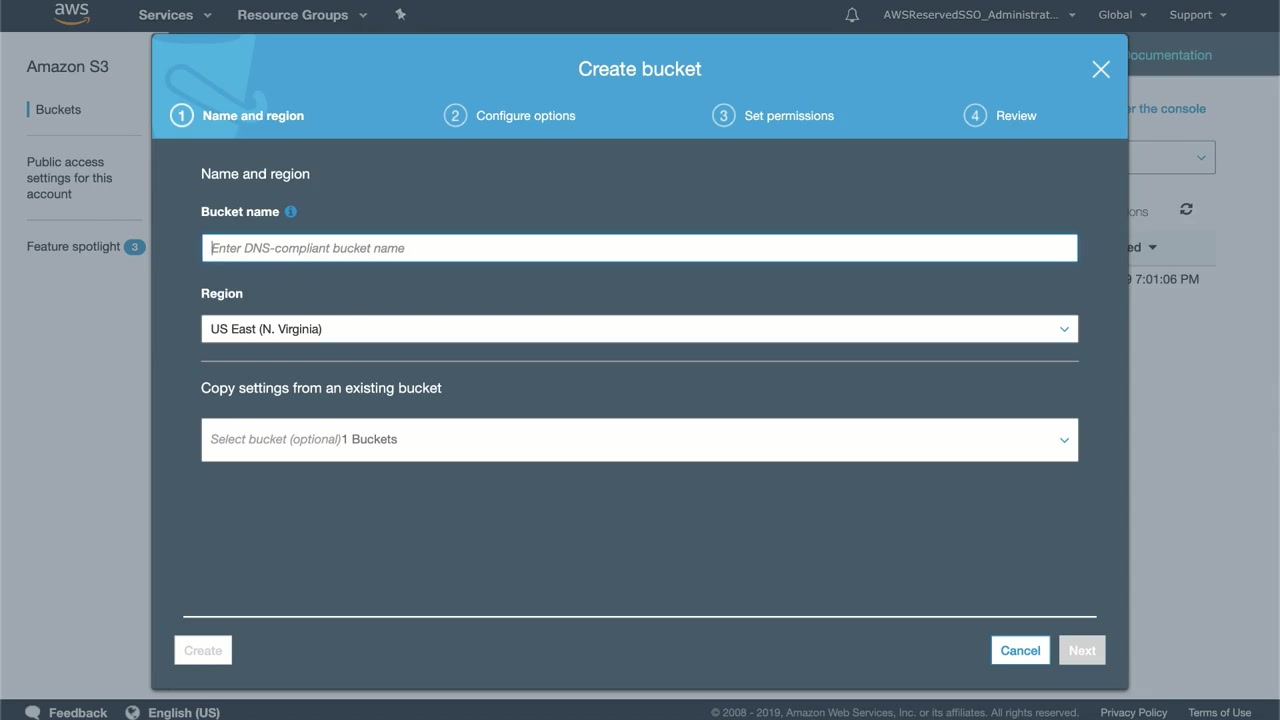 aws
Services
Resource Groups
AWSReservedSSO_Administrat...
Global
Support
Amazon S3
Buckets
Public access
settings for this
account
Feature spotlight 3
Create bucket
1 Name and region
2 Configure options
3 Set permissions
4 Review
Name and region
Bucket name
Enter DNS-compliant bucket name
Region
US East (N. Virginia)
Copy settings from an existing bucket
Select bucket (optional)1 Buckets
Create
Cancel
Next
ocumentation
er the console
ons
ed
9 7:01:06 PM
Feedback
English (US)
© 2008 - 2019, Amazon Web Services, Inc. or its affiliates. All rights reserved.
Privacy Policy
Terms of Use